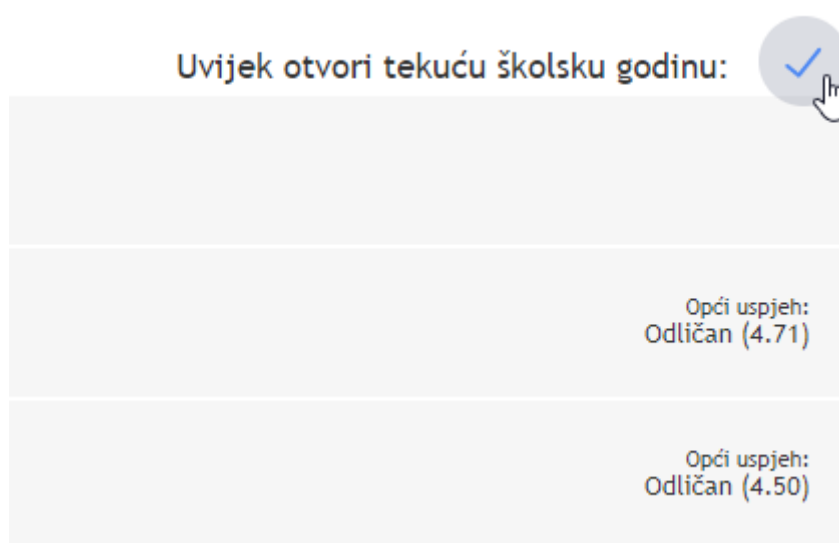 Uvijek otvori tekuću školsku godinu:
Opći uspjeh:
Odličan (4.71)
Opći uspjeh:
Odličan (4.50)